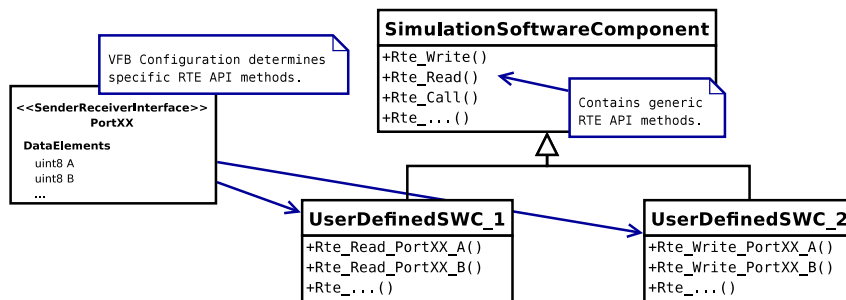 SimulationSoftwareComponent
+Rte_Write()
+Rte_Read()
+Rte_Call()
+Rte_...()
VFB Configuration determines
specific RTE API methods.
Contains generic
RTE API methods.
<<SenderReceiverInterface>>
PortXX
DataElements
uint8 A
uint8 B
...
UserDefinedSWC_1
+Rte_Read_PortXX_A()
+Rte_Read_PortXX_B()
+Rte_...()
UserDefinedSWC_2
+Rte_Write_PortXX_A()
+Rte_Write_PortXX_B()
+Rte_...()